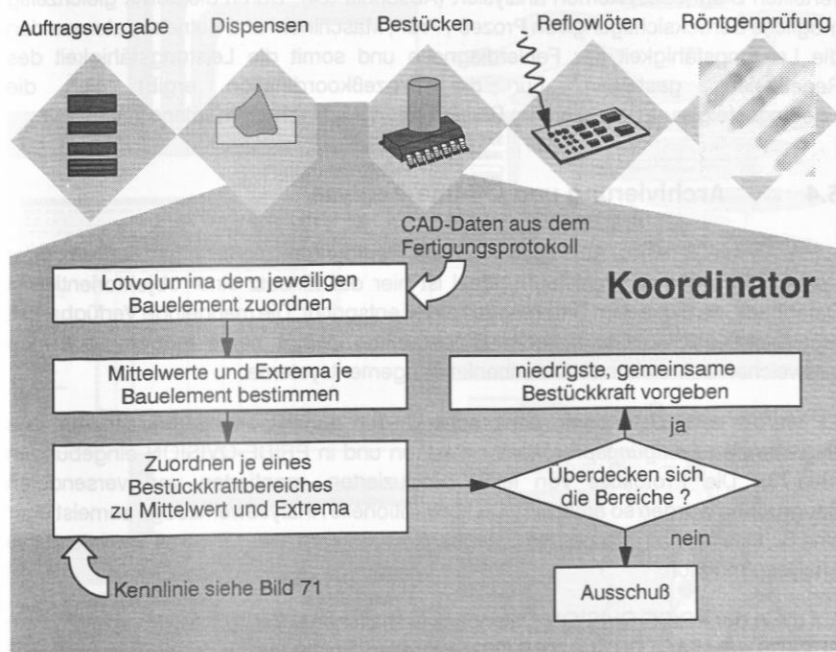 Auftragsvergabe
Dispensen
Bestücken
Reflowlöten
Röntgenprüfung
CAD-Daten aus dem
Fertigungsprotokoll
Koordinator
Lotvolumina dem jeweiligen
Bauelement zuordnen
Mittelwerte und Extrema je
Bauelement bestimmen
Zuordnen je eines
Bestückkraftbereiches
zu Mittelwert und Extrema
Kennlinie siehe Bild 71
niedrigste, gemeinsame
Bestückkraft vorgeben
ja
Überdecken sich
die Bereiche ?
nein
Ausschuß